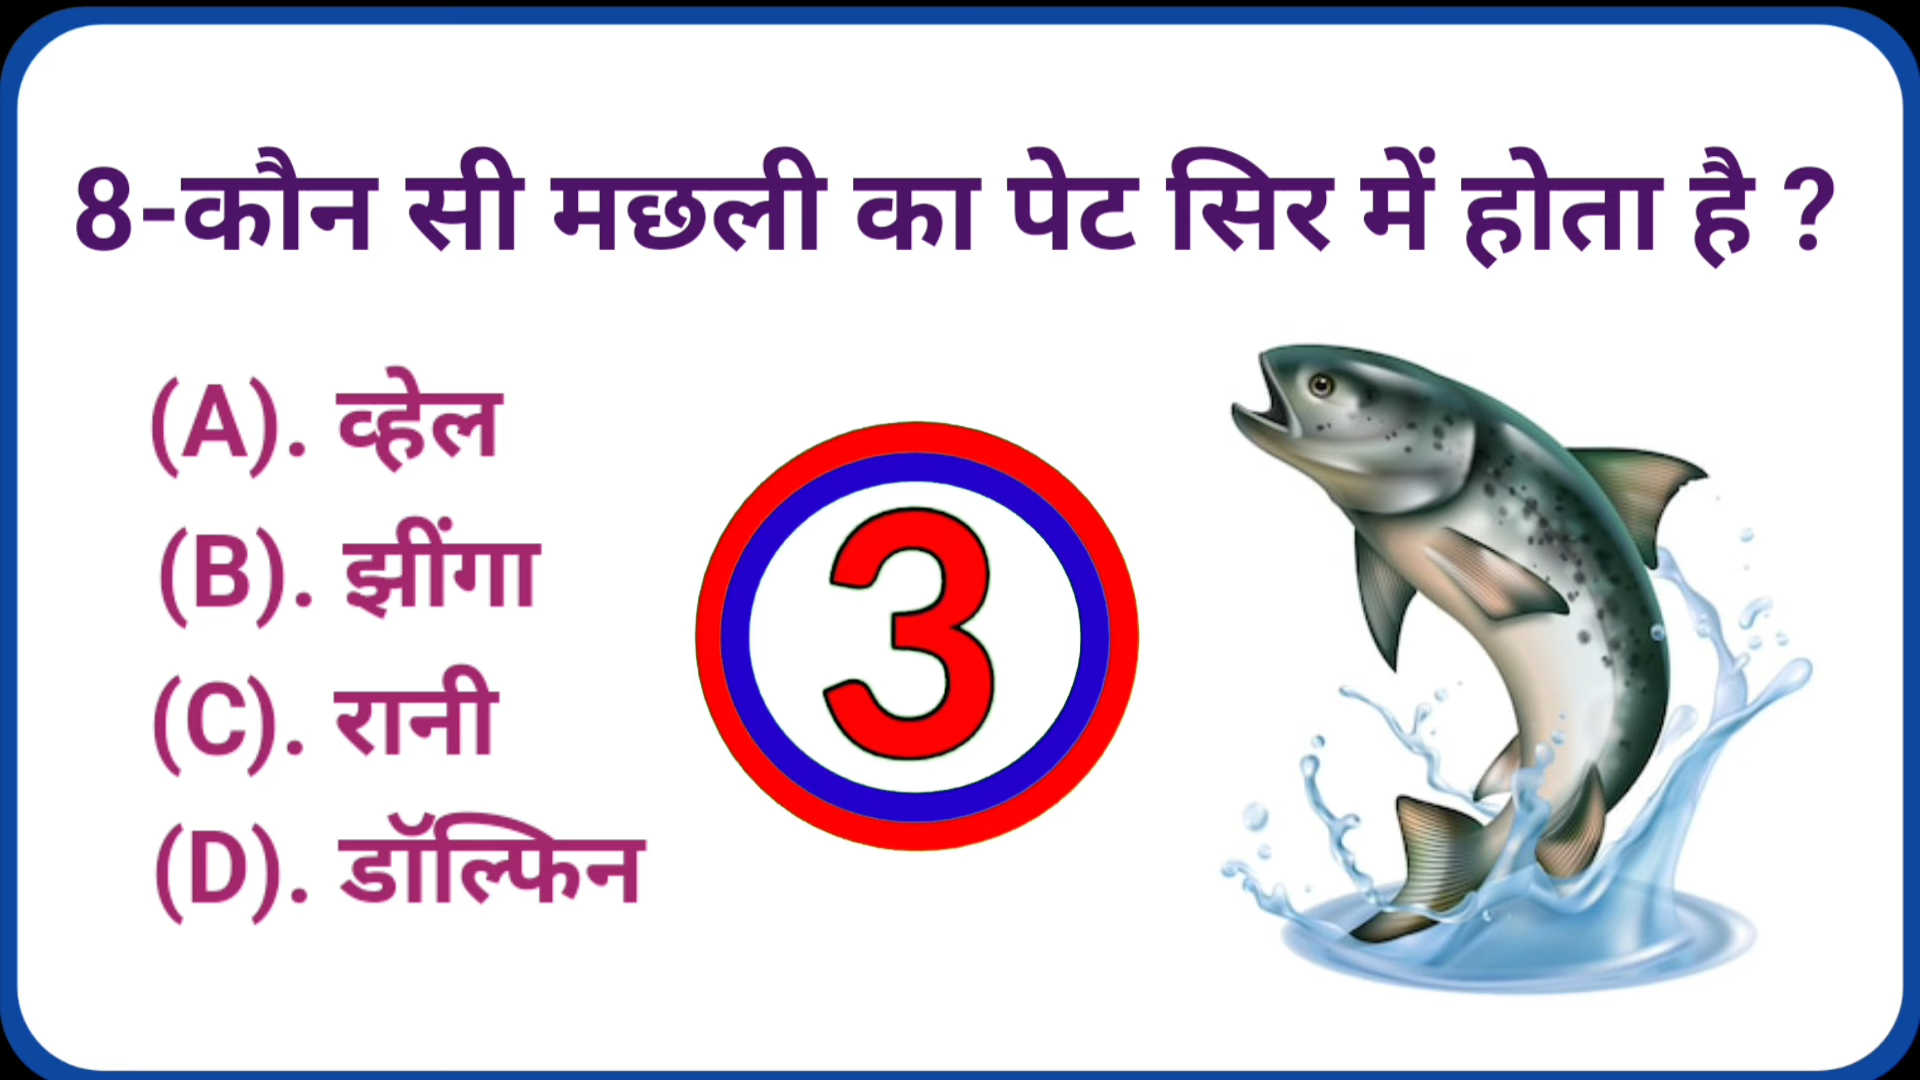 8-कौन सी मछली का पेट सिर में होता है ?
(A). व्हेल
(B). झींगा
(C). रानी
(D). डॉल्फिन
3